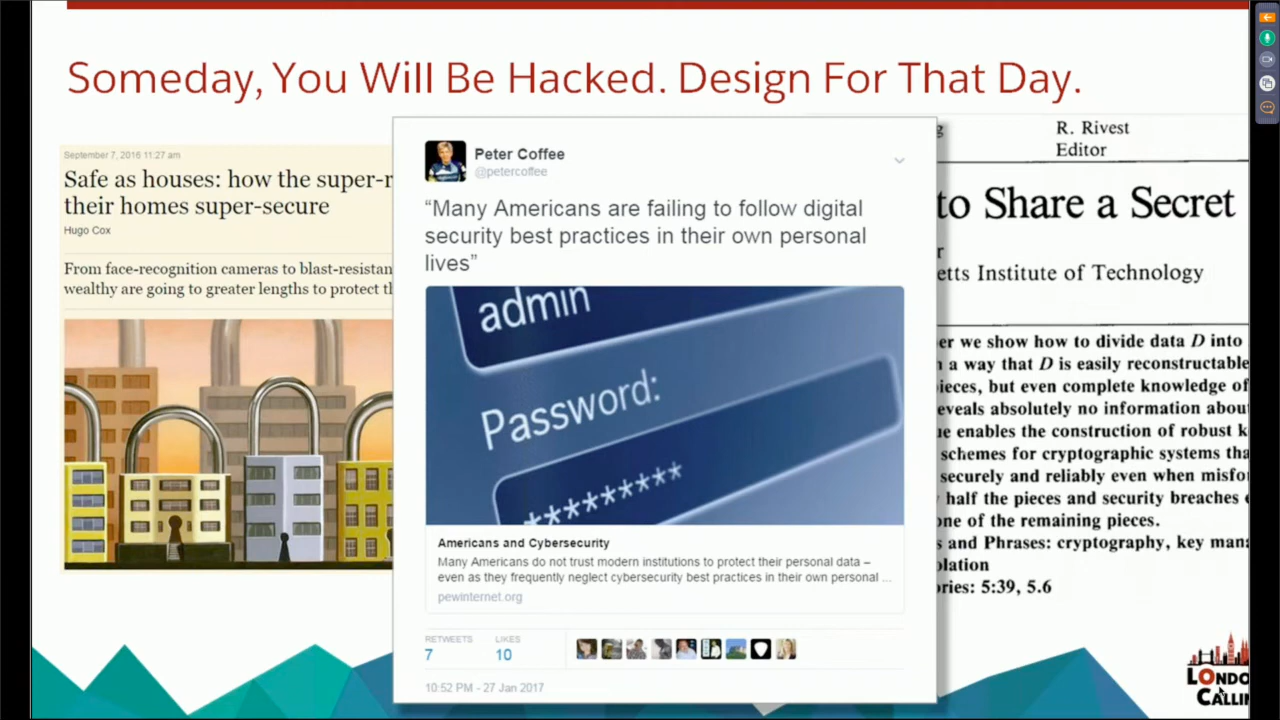 Someday, You Will Be Hacked. Design For That Day.
September 7, 2016 11:27 am
Safe as houses: how the super-r
their homes super-secure
Hugo Cox
From face-recognition cameras to blast-resistan
wealthy are going to greater lengths to protect th
Peter Coffee
@petercoffee
“Many Americans are failing to follow digital
security best practices in their own personal
lives”
admin
Password:
*********
Americans and Cybersecurity
Many Americans do not trust modern institutions to protect their personal data –
even as they frequently neglect cybersecurity best practices in their own personal ...
pewinternet.org
RETWEETS LIKES
7 10
10:52 PM - 27 Jan 2017
g R. Rivest
Editor
to Share a Secret
r
etts Institute of Technology
er we show how to divide data D into
n a way that D is easily reconstructable
ieces, but even complete knowledge of
eveals absolutely no information abou
ue enables the construction of robust k
schemes for cryptographic systems tha
securely and reliably even when misfo
half the pieces and security breaches
one of the remaining pieces.
s and Phrases: cryptography, key man
olation
ries: 5:39, 5.6
LONDO
CALLI